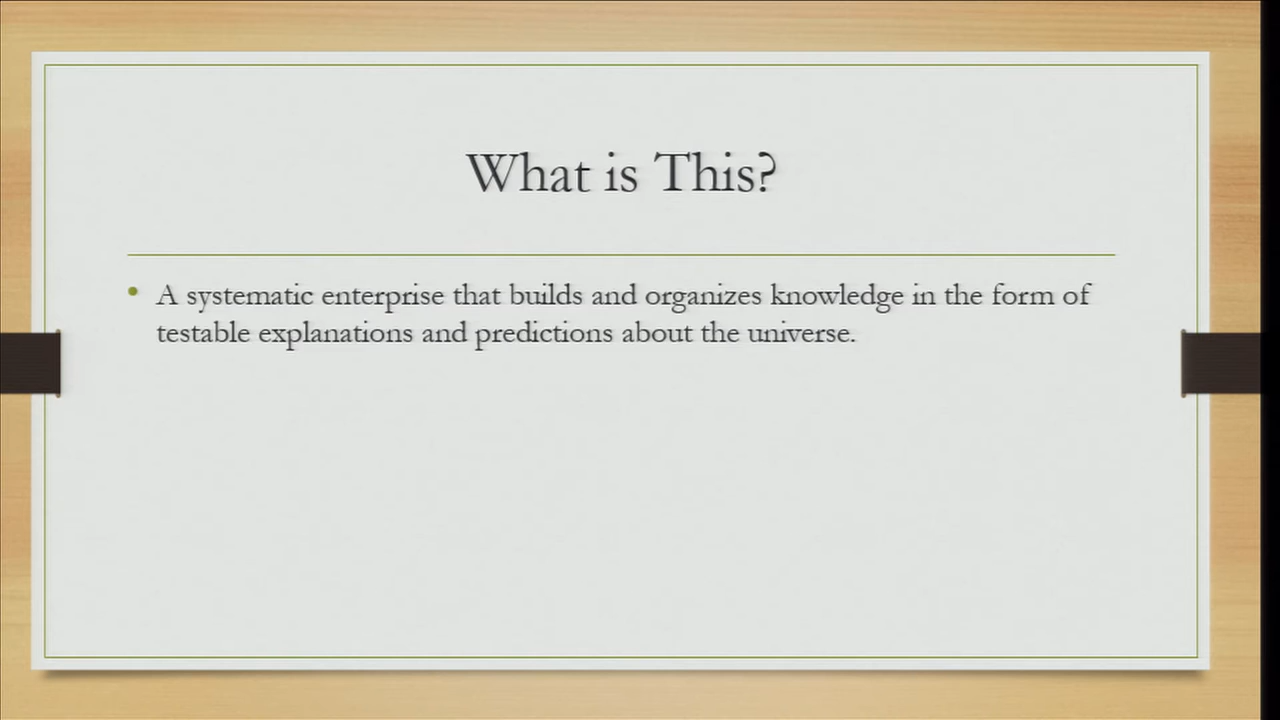 What is This?
• A systematic enterprise that builds and organizes knowledge in the form of
testable explanations and predictions about the universe.